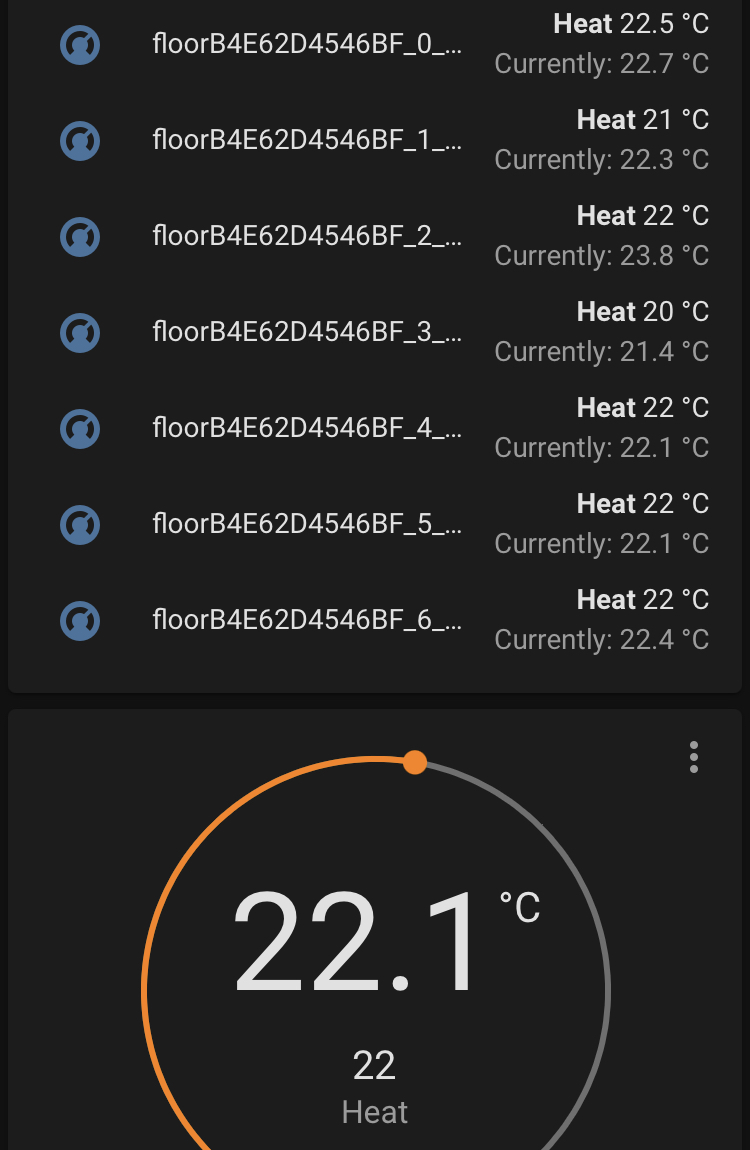 floorB4E62D4546BF_0_... Heat 22.5 °C
Currently: 22.7 °C
floorB4E62D4546BF_1_... Heat 21 °C
Currently: 22.3 °C
floorB4E62D4546BF_2_... Heat 22 °C
Currently: 23.8 °C
floorB4E62D4546BF_3_... Heat 20 °C
Currently: 21.4 °C
floorB4E62D4546BF_4_... Heat 22 °C
Currently: 22.1 °C
floorB4E62D4546BF_5_... Heat 22 °C
Currently: 22.1 °C
floorB4E62D4546BF_6_... Heat 22 °C
Currently: 22.4 °C
22.1 °C
22
Heat